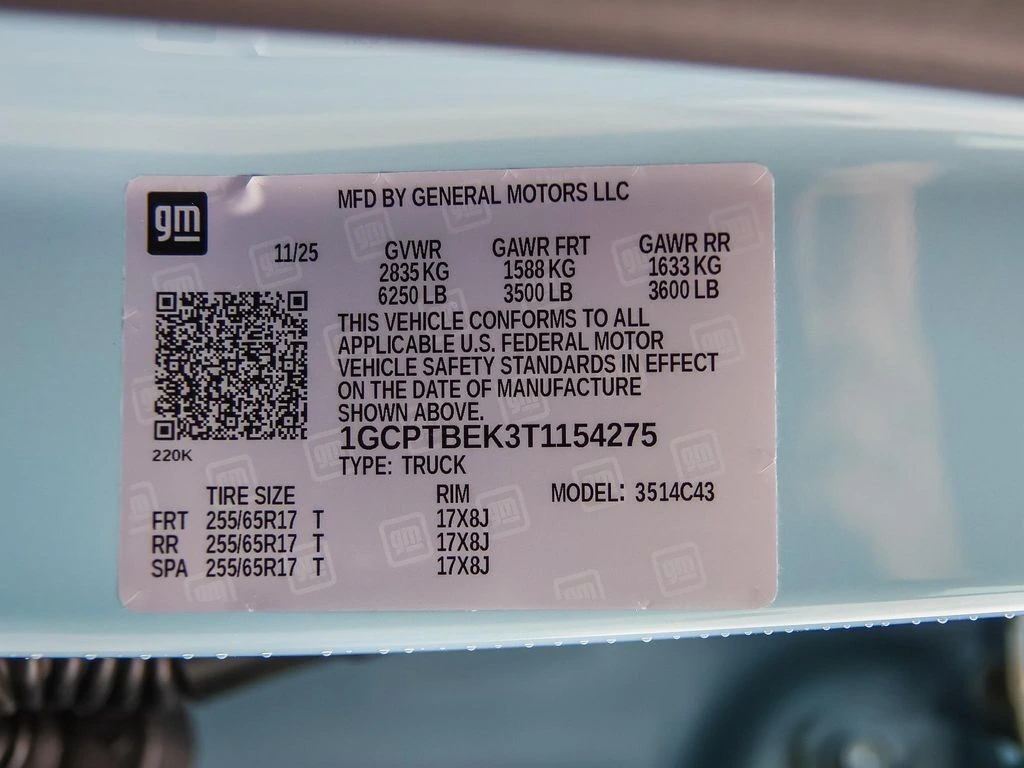 gm
MFD BY GENERAL MOTORS LLC
11/25 GVWR GAWR FRT GAWR RR
2835 KG 1588 KG 1633 KG
6250 LB 3500 LB 3600 LB
THIS VEHICLE CONFORMS TO ALL
APPLICABLE U.S. FEDERAL MOTOR
VEHICLE SAFETY STANDARDS IN EFFECT
ON THE DATE OF MANUFACTURE
SHOWN ABOVE.
1GCPTBEK3T1154275
220K
TYPE: TRUCK
TIRE SIZE RIM MODEL: 3514C43
FRT 255/65R17 T 17X8J
RR 255/65R17 T 17X8J
SPA 255/65R17 T 17X8J